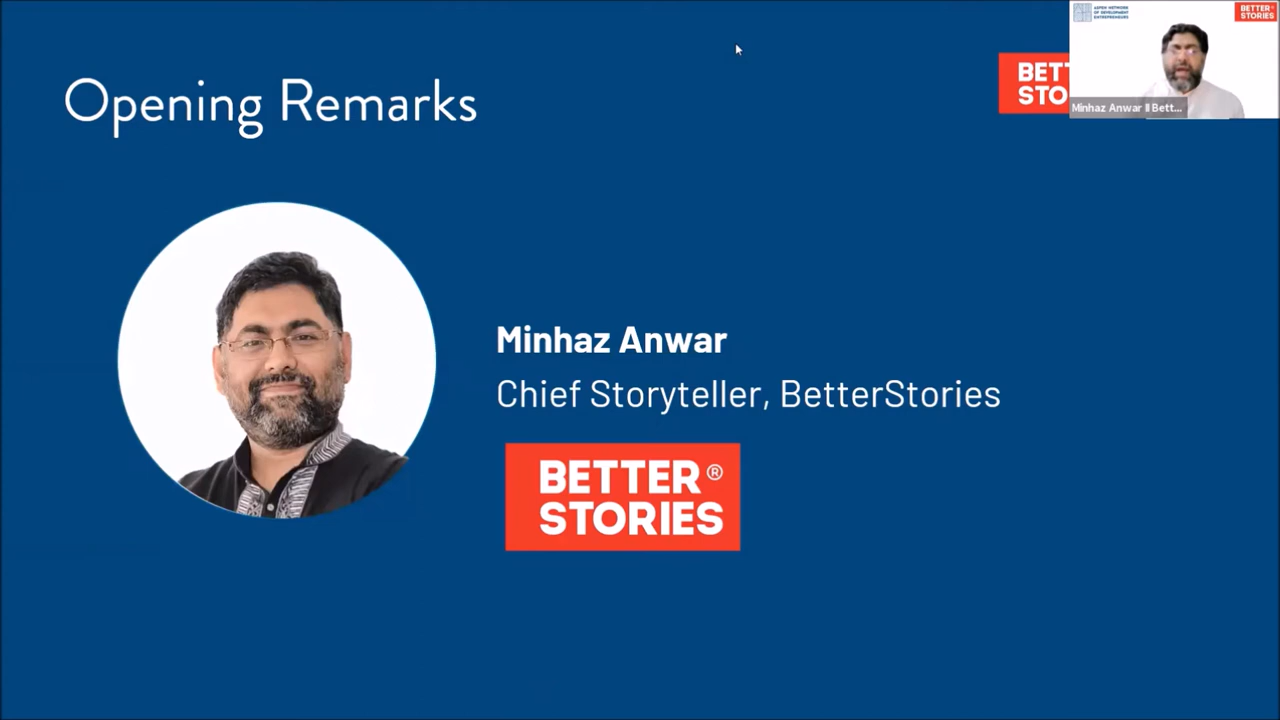 Opening Remarks
BETT
STO
ASPEN NETWORK
OF DEVELOPMENT
ENTREPRENEURS
BETTER
STORIES
Minhaz Anwar II Bett...
Minhaz Anwar
Chief Storyteller, BetterStories
BETTER ®
STORIES